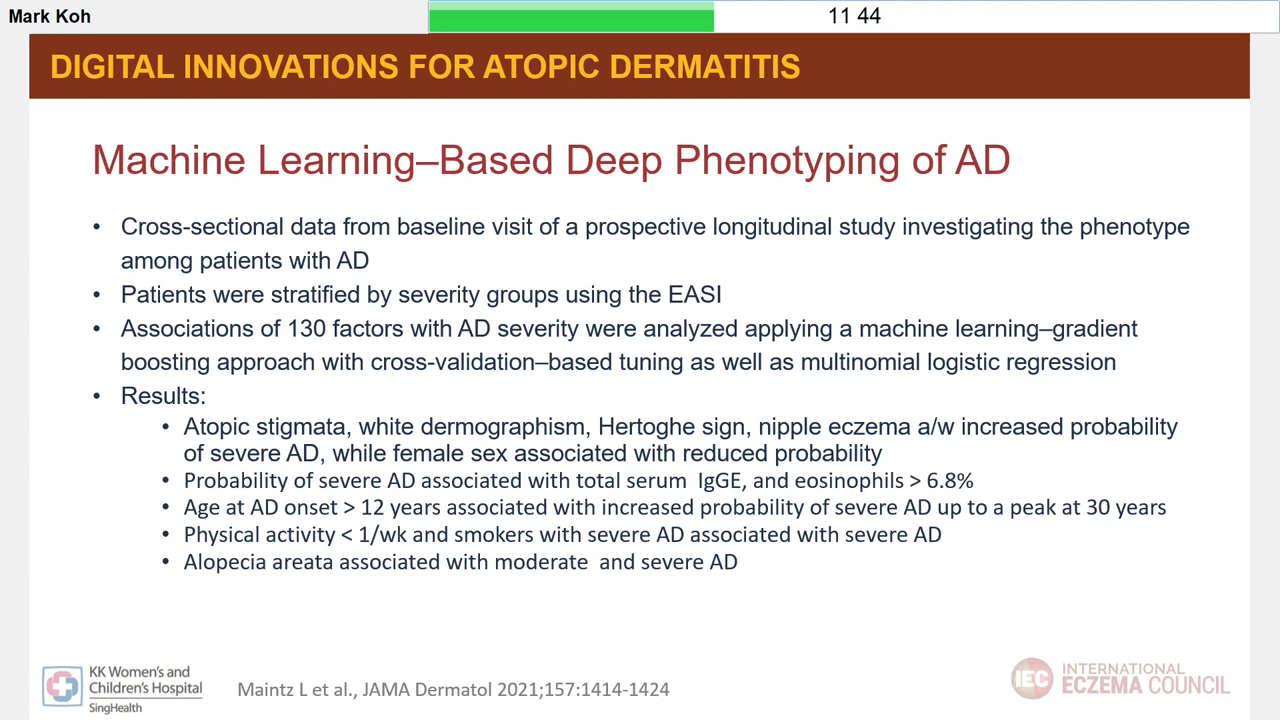 Mark Koh
11 44
DIGITAL INNOVATIONS FOR ATOPIC DERMATITIS
Machine Learning–Based Deep Phenotyping of AD
• Cross-sectional data from baseline visit of a prospective longitudinal study investigating the phenotype
among patients with AD
• Patients were stratified by severity groups using the EASI
• Associations of 130 factors with AD severity were analyzed applying a machine learning–gradient
boosting approach with cross-validation–based tuning as well as multinomial logistic regression
• Results:
• Atopic stigmata, white dermographism, Hertoghe sign, nipple eczema a/w increased probability
of severe AD, while female sex associated with reduced probability
• Probability of severe AD associated with total serum  IgGE, and eosinophils > 6.8%
• Age at AD onset > 12 years associated with increased probability of severe AD up to a peak at 30 years
• Physical activity < 1/wk and smokers with severe AD associated with severe AD
• Alopecia areata associated with moderate  and severe AD
KK Women's and
Children's Hospital
SingHealth
Maintz L et al., JAMA Dermatol 2021;157:1414-1424
IEC
INTERNATIONAL
ECZEMA COUNCIL